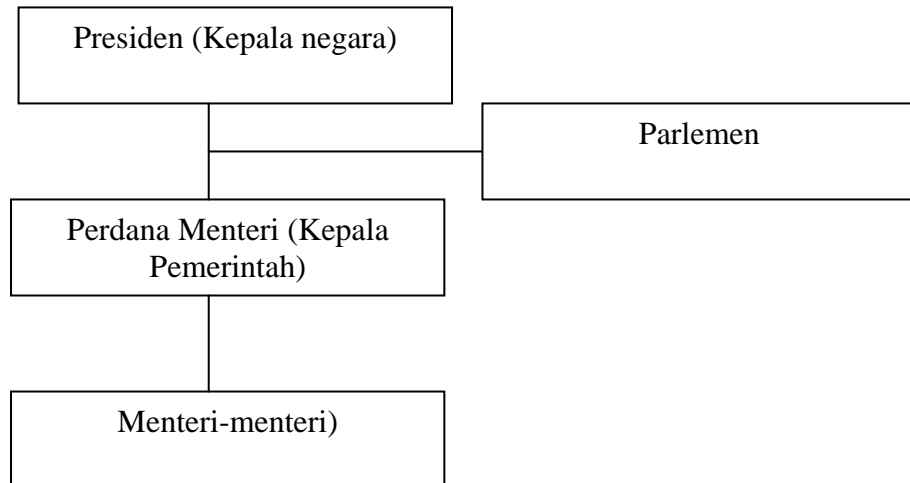 Presiden (Kepala negara)
Parlemen
Perdana Menteri (Kepala
Pemerintah)
Menteri-menteri)